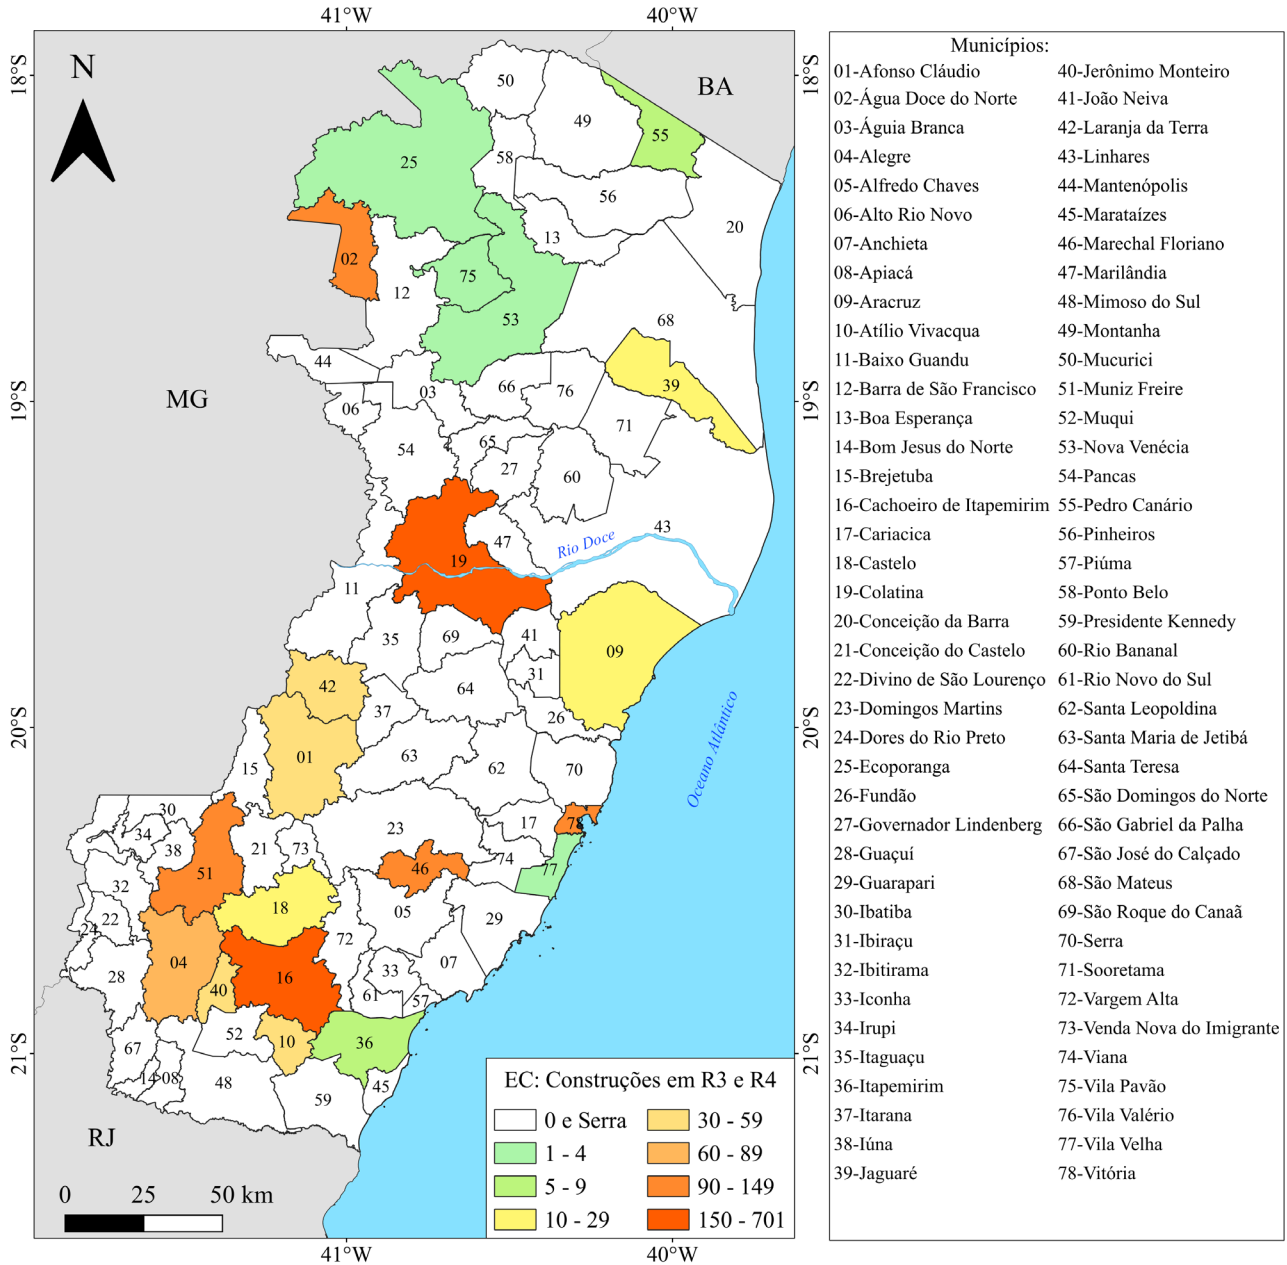 41°W
40°W
18°S
18°S
N
BA
50
49
55
58
25
56
20
13
02
75
12
53
68
44
MG
19°S
19°S
03
66
76
39
06
71
54
65
27
60
43
47
Rio Doce
19
11
35
69
41
09
31
42
64
37
26
20°S
20°S
Oceano Atlântico
01
63
15
62
70
30
23
17
78
34
38
21
73
74
51
46
77
32
18
05
29
22
24
72
04
33
07
28
16
40
61
57
52
10
36
21°S
21°S
67
14
08
48
45
59
RJ
EC: Construções em R3 e R4
0 e Serra
30 - 59
1 - 4
60 - 89
5 - 9
90 - 149
10 - 29
150 - 701
0
25
50 km
41°W
40°W
Municípios:
01-Afonso Cláudio
02-Água Doce do Norte
03-Águia Branca
04-Alegre
05-Alfredo Chaves
06-Alto Rio Novo
07-Anchieta
08-Apiacá
09-Aracruz
10-Atílio Vivacqua
11-Baixo Guandu
12-Barra de São Francisco
13-Boa Esperança
14-Bom Jesus do Norte
15-Brejetuba
16-Cachoeiro de Itapemirim
17-Cariacica
18-Castelo
19-Colatina
20-Conceição da Barra
21-Conceição do Castelo
22-Divino de São Lourenço
23-Domingos Martins
24-Dores do Rio Preto
25-Ecoporanga
26-Fundão
27-Governador Lindenberg
28-Guaçuí
29-Guarapari
30-Ibatiba
31-Ibiraçu
32-Ibitirama
33-Iconha
34-Irupi
35-Itaguaçu
36-Itapemirim
37-Itarana
38-Iúna
39-Jaguaré
40-Jerônimo Monteiro
41-João Neiva
42-Laranja da Terra
43-Linhares
44-Mantenópolis
45-Marataízes
46-Marechal Floriano
47-Marilândia
48-Mimoso do Sul
49-Montanha
50-Mucurici
51-Muniz Freire
52-Muqui
53-Nova Venécia
54-Pancas
55-Pedro Canário
56-Pinheiros
57-Piúma
58-Ponto Belo
59-Presidente Kennedy
60-Rio Bananal
61-Rio Novo do Sul
62-Santa Leopoldina
63-Santa Maria de Jetibá
64-Santa Teresa
65-São Domingos do Norte
66-São Gabriel da Palha
67-São José do Calçado
68-São Mateus
69-São Roque do Canaã
70-Serra
71-Sooretama
72-Vargem Alta
73-Venda Nova do Imigrante
74-Viana
75-Vila Pavão
76-Vila Valério
77-Vila Velha
78-Vitória